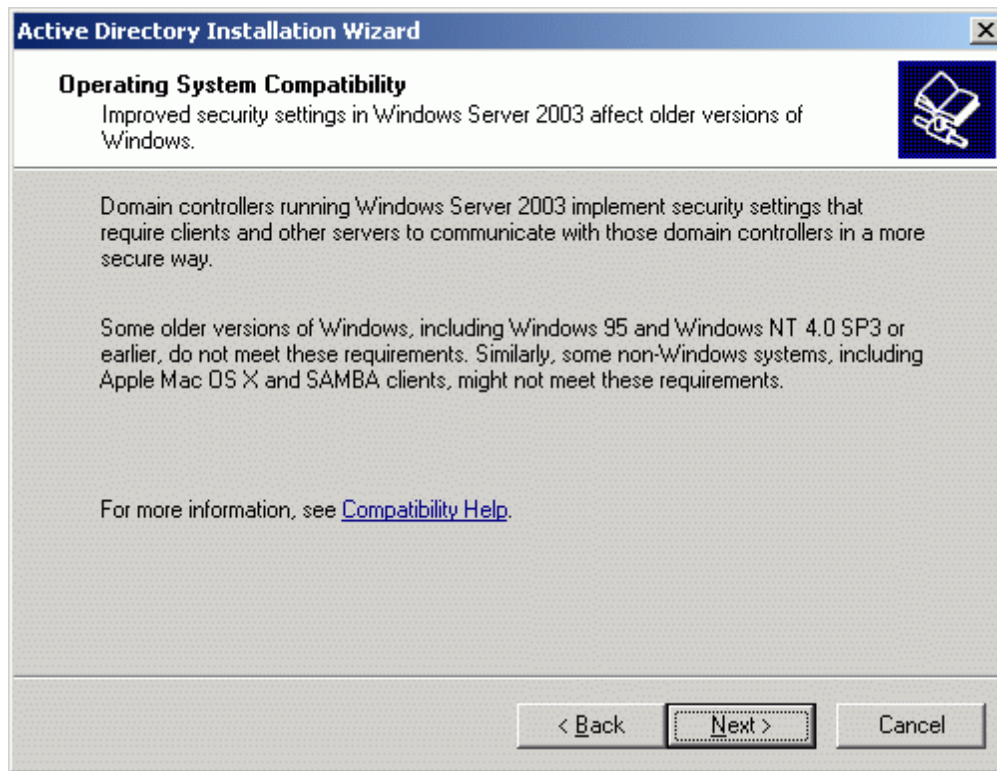 Active Directory Installation Wizard
Operating System Compatibility
Improved security settings in Windows Server 2003 affect older versions of
Windows.
Domain controllers running Windows Server 2003 implement security settings that
require clients and other servers to communicate with those domain controllers in a more
secure way.
Some older versions of Windows, including Windows 95 and Windows NT 4.0 SP3 or
earlier, do not meet these requirements. Similarly, some non-Windows systems, including
Apple Mac OS X and SAMBA clients, might not meet these requirements.
For more information, see Compatibility Help.
< Back Next > Cancel